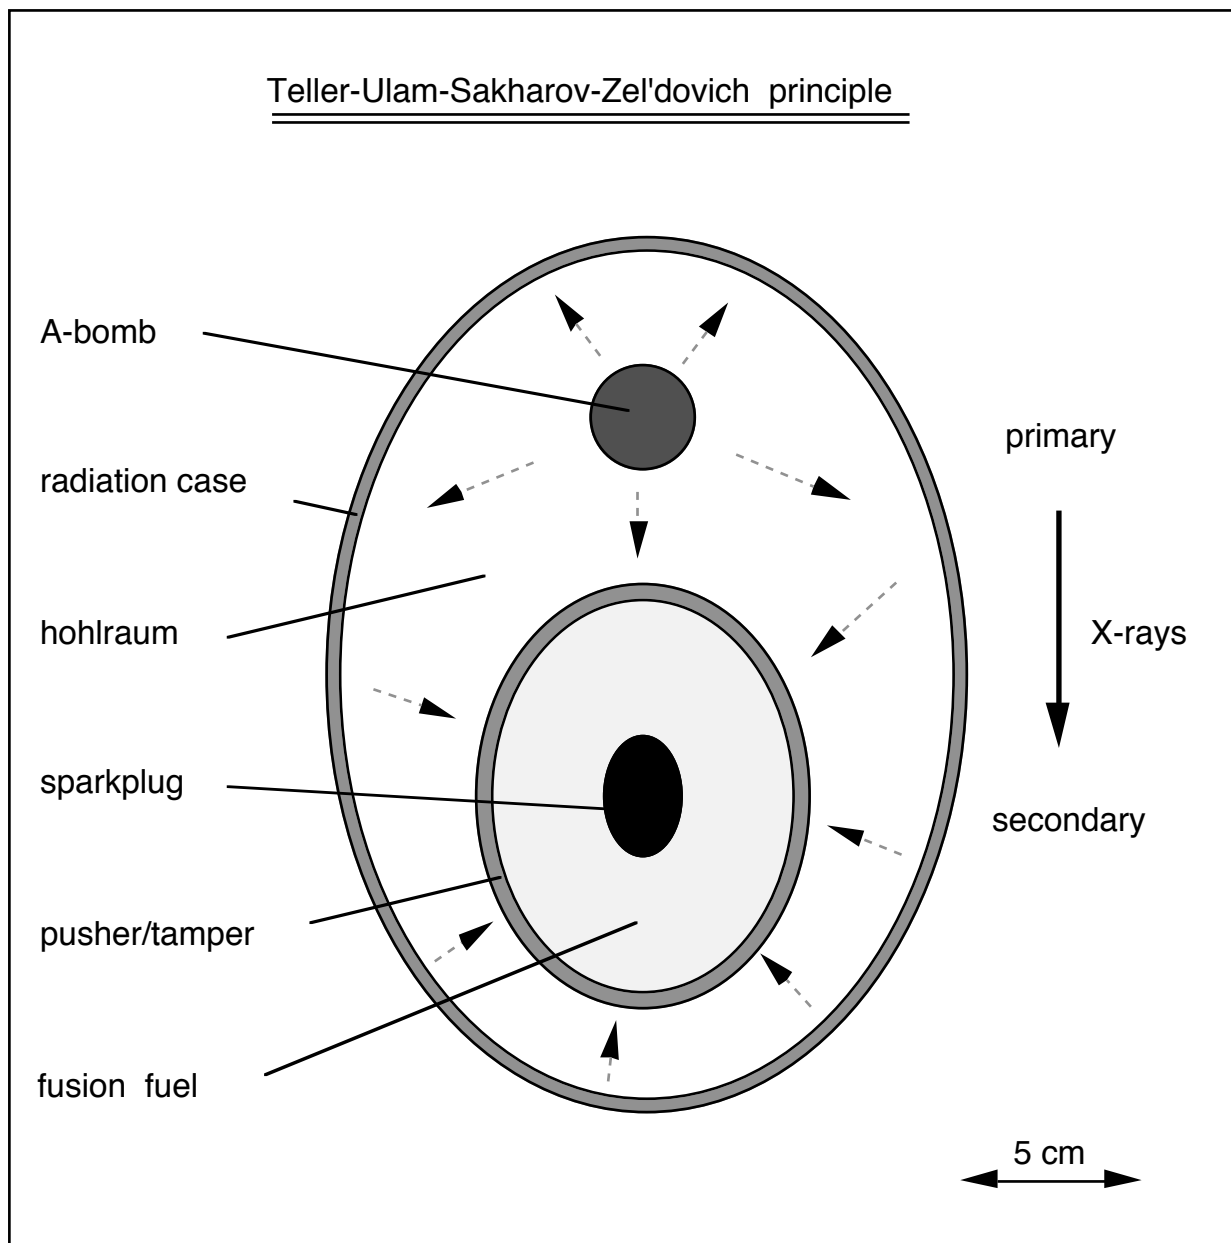 Teller-Ulam-Sakharov-Zel'dovich principle
A-bomb
primary
radiation case
hohlraum
X-rays
sparkplug
secondary
pusher/tamper
fusion fuel
5 cm